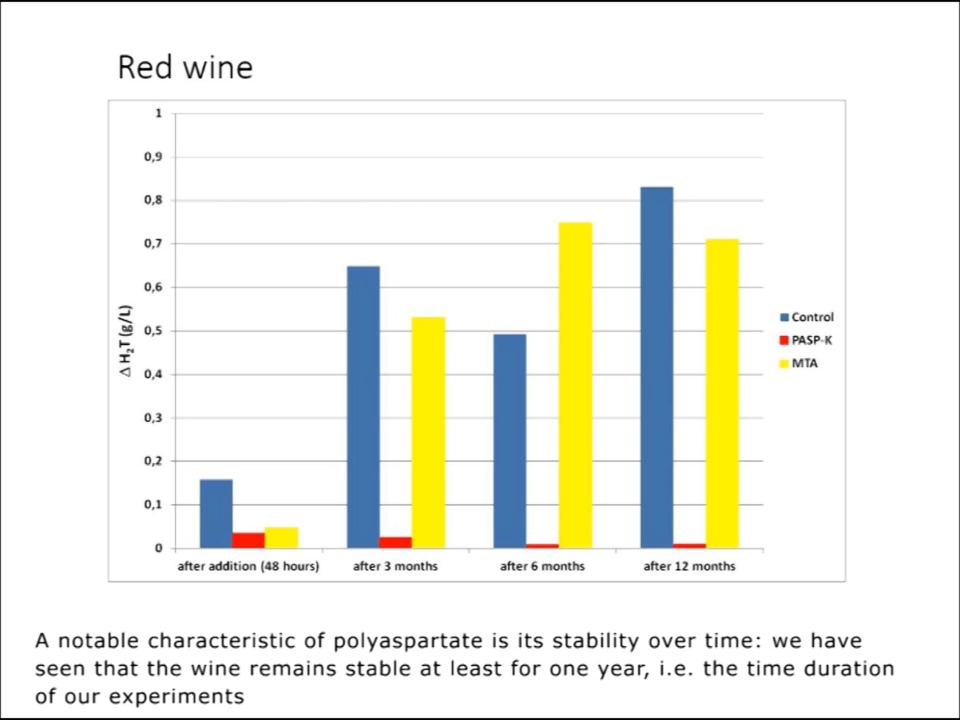 Red wine
1
0,9
0,8
0,7
0,6
0,5
0,4
0,3
0,2
0,1
0
Δ H₂T (g/L)
after addition (48 hours)
after 3 months
after 6 months
after 12 months
Control
PASP-K
MTA
A notable characteristic of polyaspartate is its stability over time: we have
seen that the wine remains stable at least for one year, i.e. the time duration
of our experiments